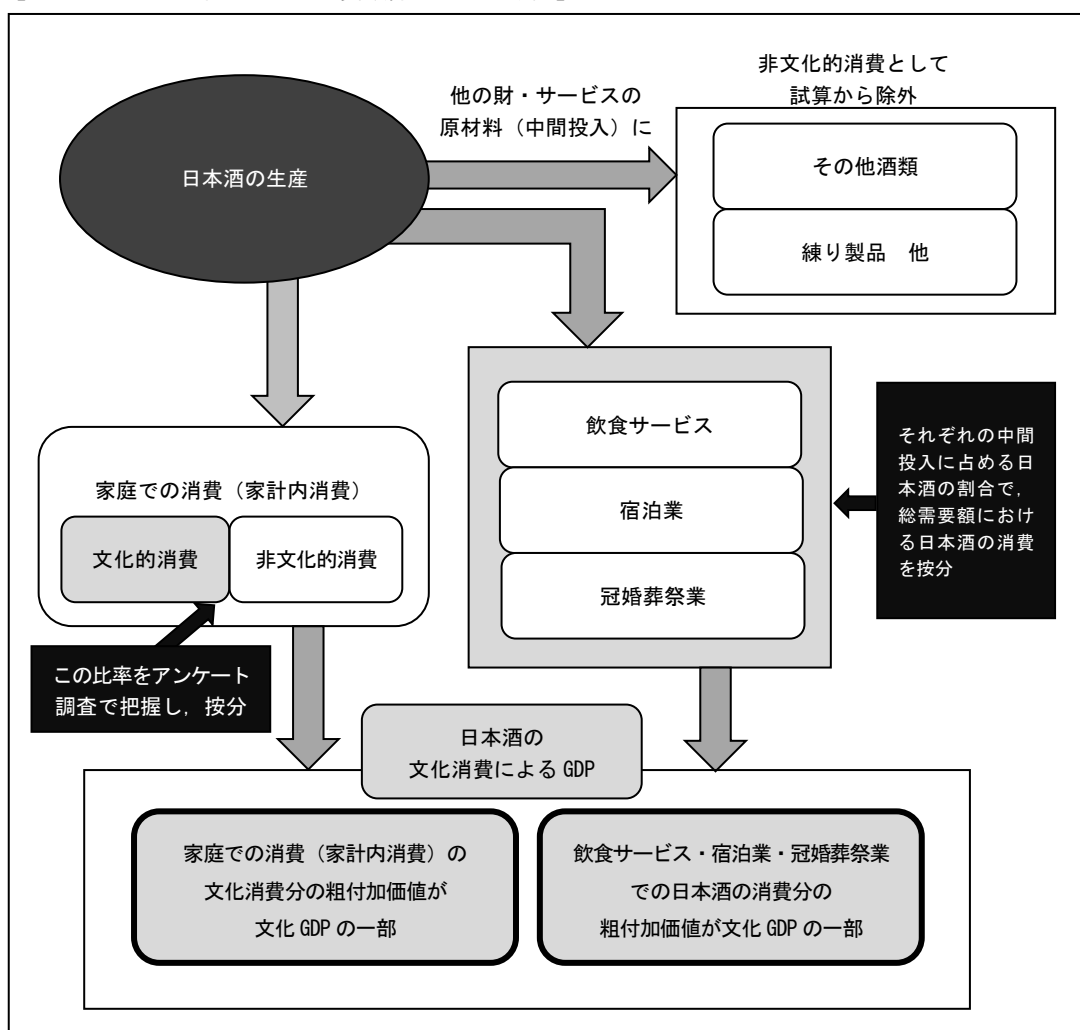 非文化的消費として
試算から除外
他の財・サービスの
原材料(中間投入)に
日本酒の生産
その他酒類
練り製品 他
飲食サービス
宿泊業
冠婚葬祭業
それぞれの中間
投入に占める日
本酒の割合で,
総需要額におけ
る日本酒の消費
を按分
家庭での消費(家計内消費)
文化的消費
非文化的消費
この比率をアンケート
調査で把握し,按分
日本酒の
文化消費による GDP
家庭での消費(家計内消費)の
文化消費分の粗付加価値が
文化 GDP の一部
飲食サービス・宿泊業・冠婚葬祭業
での日本酒の消費分の
粗付加価値が文化 GDP の一部